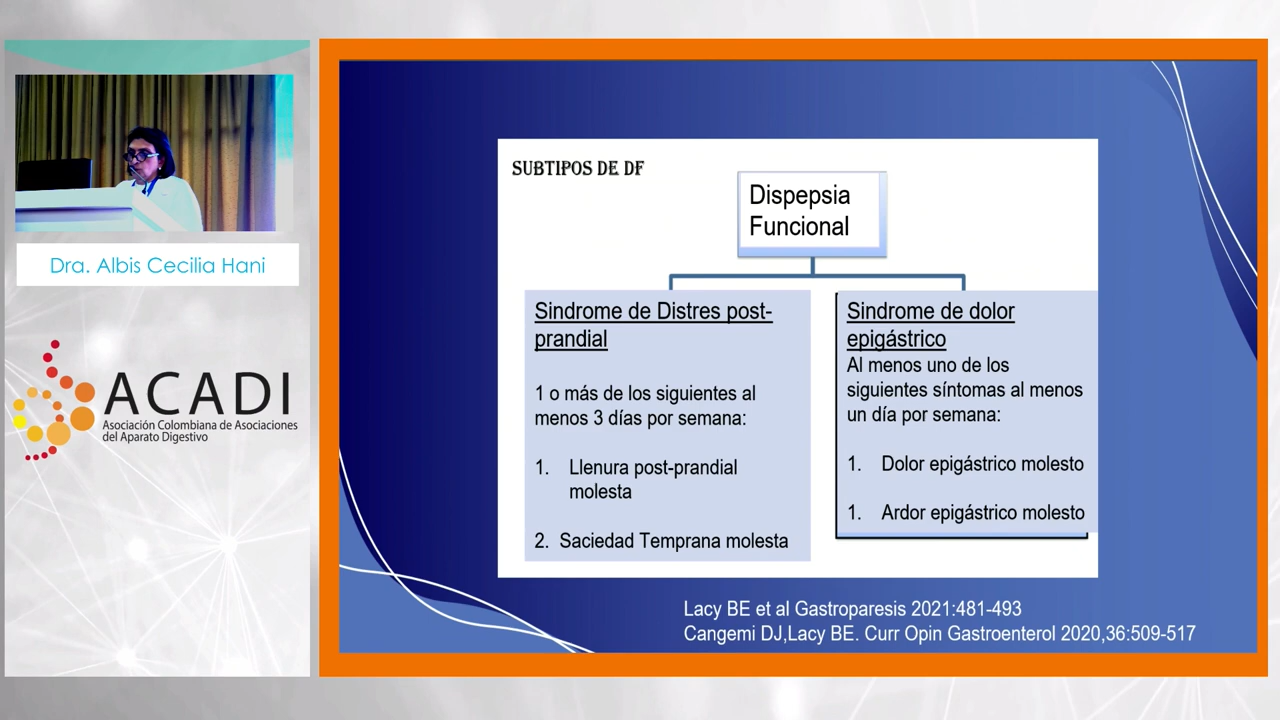 Dra. Albis Cecilia Hani
ACADI
Asociación Colombiana de Asociaciones
del Aparato Digestivo
SUBTIPOS DE DF
Dispepsia
Funcional
Sindrome de Distres post-
prandial
1 o más de los siguientes al
menos 3 días por semana:
1. Llenura post-prandial
molesta
2. Saciedad Temprana molesta
Sindrome de dolor
epigástrico
Al menos uno de los
siguientes síntomas al menos
un día por semana:
1. Dolor epigástrico molesto
1. Ardor epigástrico molesto
Lacy BE et al Gastroparesis 2021:481-493
Cangemi DJ,Lacy BE. Curr Opin Gastroenterol 2020,36:509-517